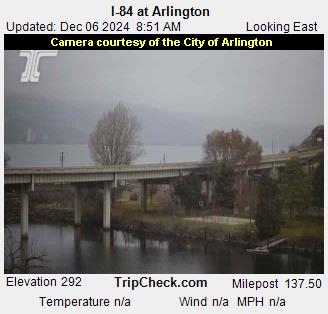 I-84 at Arlington
Updated: Dec 06 2024 8:51 AM Looking East
Camera courtesy of the City of Arlington
Elevation 292 TripCheck.com Milepost 137.50
Temperature n/a Wind n/a MPH n/a